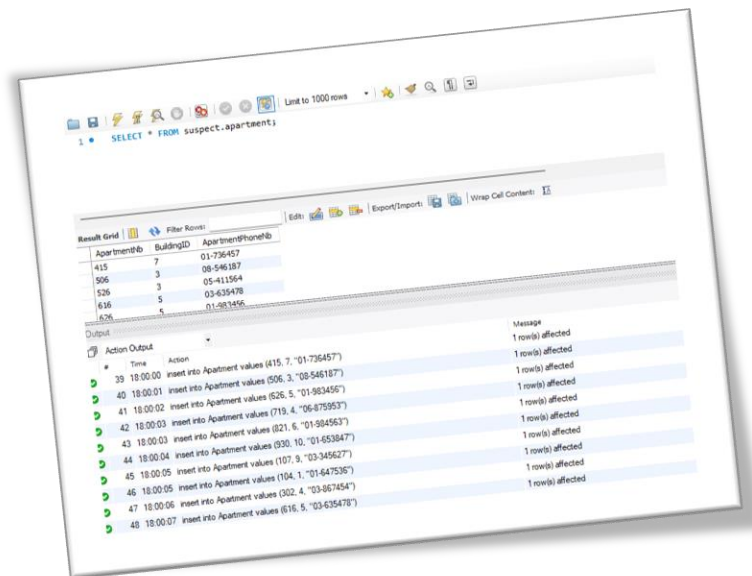 Limit to 1000 rows
1 SELECT * FROM suspect.apartment;
Result Grid Filter Rows: Edit: Export/Import: Wrap Cell Content:
ApartmentNb BuildingID ApartmentPhoneNb
415 7 01-736457
506 3 08-546187
526 3 05-411564
616 5 03-635478
626 5 01-983456
Output
Action Output
# Time Action Message
39 18:00:00 insert into Apartment values (415, 7, "01-736457") 1 row(s) affected
40 18:00:01 insert into Apartment values (506, 3, "08-546187") 1 row(s) affected
41 18:00:02 insert into Apartment values (626, 5, "01-983456") 1 row(s) affected
42 18:00:03 insert into Apartment values (719, 4, "06-875953") 1 row(s) affected
43 18:00:03 insert into Apartment values (821, 6, "01-984563") 1 row(s) affected
44 18:00:04 insert into Apartment values (930, 10, "01-653847") 1 row(s) affected
45 18:00:05 insert into Apartment values (107, 9, "03-345627") 1 row(s) affected
46 18:00:05 insert into Apartment values (104, 1, "01-647536") 1 row(s) affected
47 18:00:06 insert into Apartment values (302, 4, "03-867454") 1 row(s) affected
48 18:00:07 insert into Apartment values (616, 5, "03-635478") 1 row(s) affected